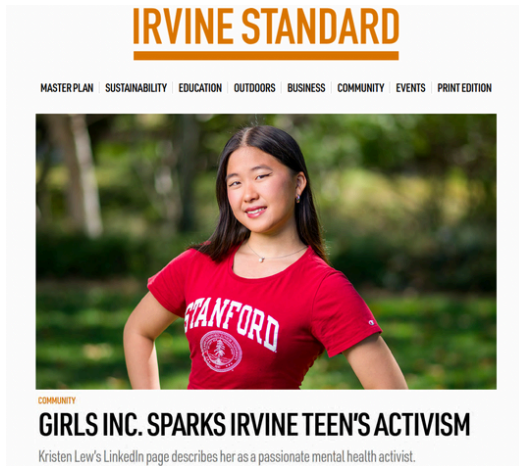 IRVINE STANDARD
MASTER PLAN SUSTAINABILITY EDUCATION OUTDOORS BUSINESS COMMUNITY EVENTS PRINT EDITION
STANFORD
COMMUNITY
GIRLS INC. SPARKS IRVINE TEEN'S ACTIVISM
Kristen Lew's LinkedIn page describes her as a passionate mental health activist.